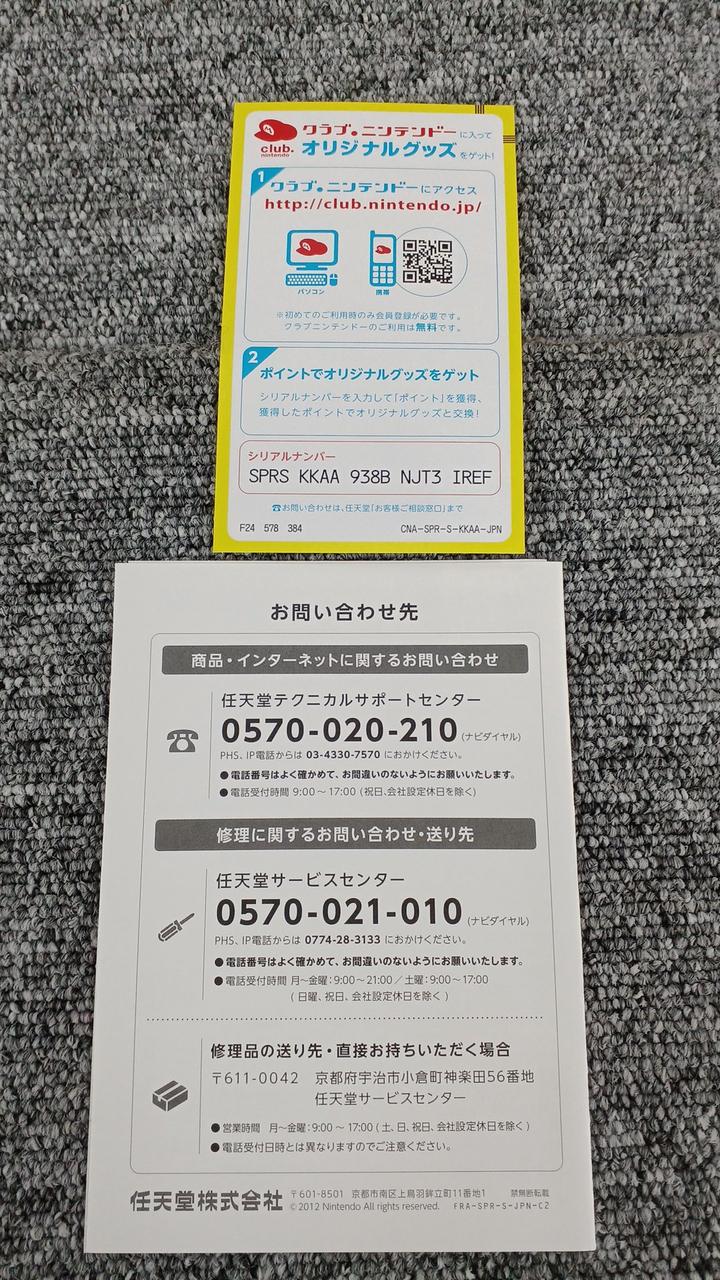 club.
nintendo
クラブ。ニンテンドーに入って
オリジナルグッズをゲット!
1
クラブ。ニンテンドーにアクセス
http://club.nintendo.jp/
パソコン
携帯
※初めてのご利用時のみ会員登録が必要です。
クラブニンテンドーのご利用は無料です。
2
ポイントでオリジナルグッズをゲット
シリアルナンバーを入力して「ポイント」を獲得、
獲得したポイントでオリジナルグッズと交換!
シリアルナンバー
SPRS KKAA 938B NJT3 IREF
☎お問い合わせは、任天堂「お客様ご相談窓口」まで
F24 578 384
CNA-SPR-S-KKAA-JPN
お問い合わせ先
商品・インターネットに関するお問い合わせ
任天堂テクニカルサポートセンター
0570-020-210(ナビダイヤル)
PHS、IP電話からは 03-4330-7570 におかけください。
●電話番号はよく確かめて、お間違いのないようにお願いいたします。
●電話受付時間 9:00～17:00(祝日、会社設定休日を除く)
修理に関するお問い合わせ・送り先
任天堂サービスセンター
0570-021-010(ナビダイヤル)
PHS、IP電話からは 0774-28-3133 におかけください。
●電話番号はよく確かめて、お間違いのないようにお願いいたします。
●電話受付時間 月～金曜:9:00～21:00/土曜:9:00～17:00
(日曜、祝日、会社設定休日を除く)
修理品の送り先・直接お持ちいただく場合
〒611-0042 京都府宇治市小倉町神楽田56番地
任天堂サービスセンター
●営業時間 月～金曜:9:00～17:00(土、日、祝日、会社設定休日を除く)
●電話受付日時とは異なりますのでご注意ください。
任天堂株式会社
〒601-8501 京都市南区上鳥羽鉾立町11番地1
禁無断転載
©2012 Nintendo All rights reserved.
FRA-SPR-S-JPN-C2